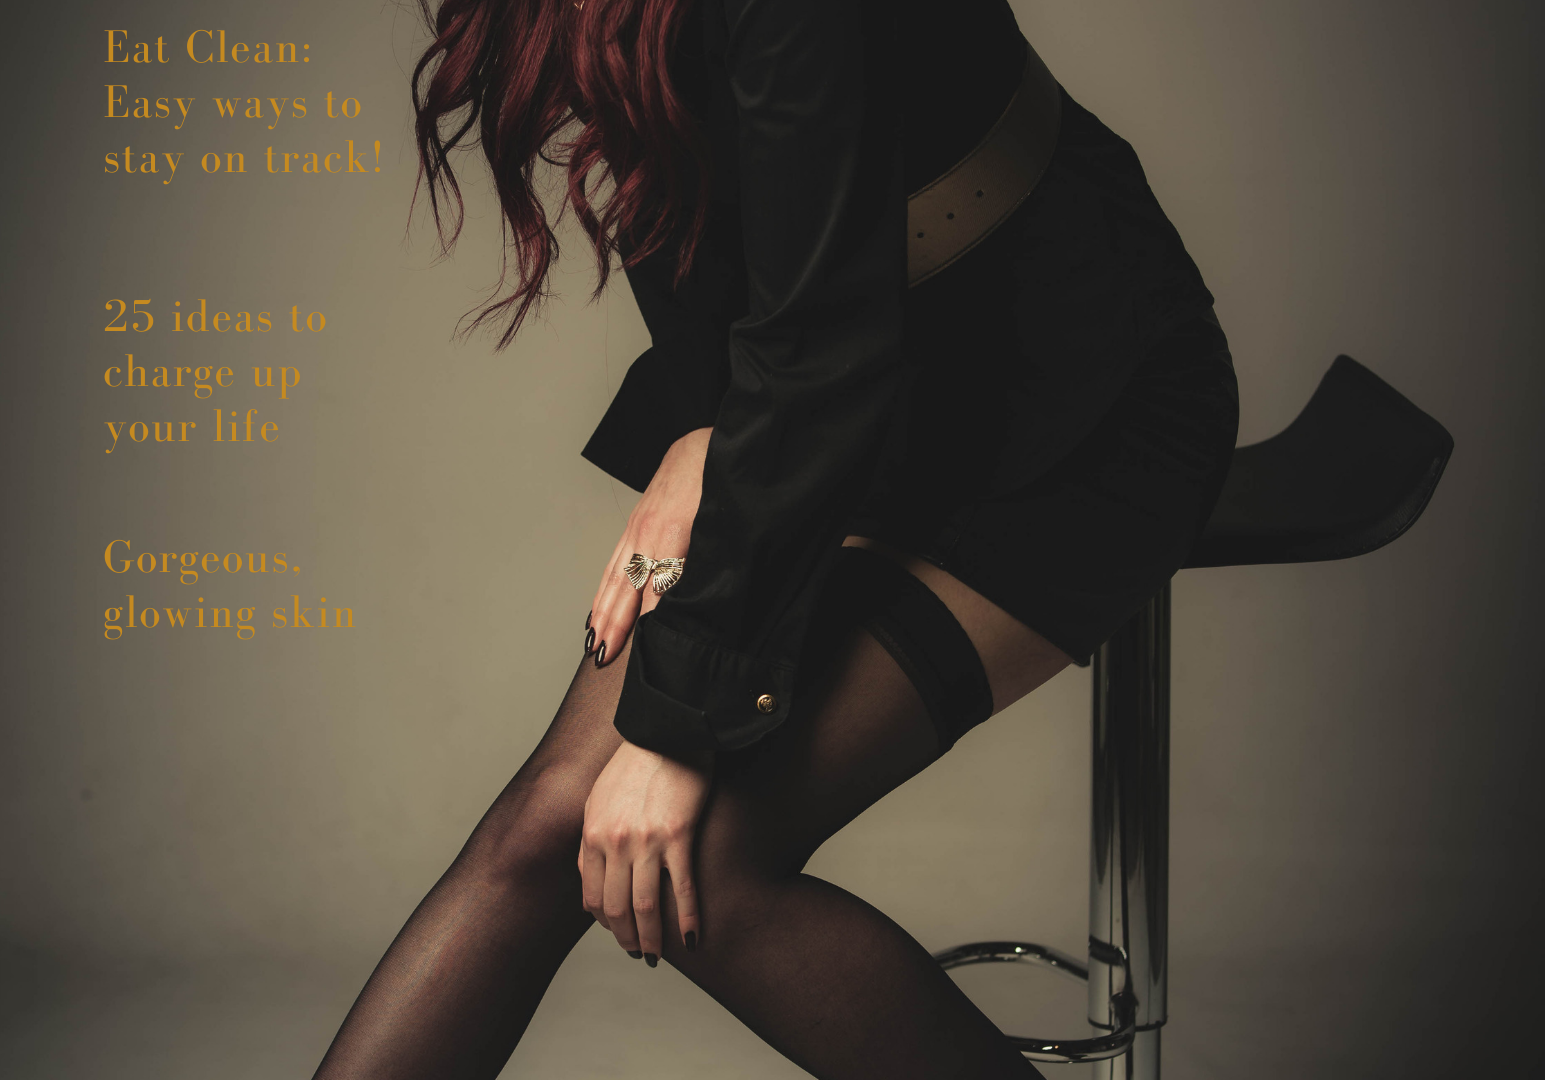 Eat Clean:
Easy ways to
stay on track!
25 ideas to
charge up
your life
Gorgeous,
glowing skin